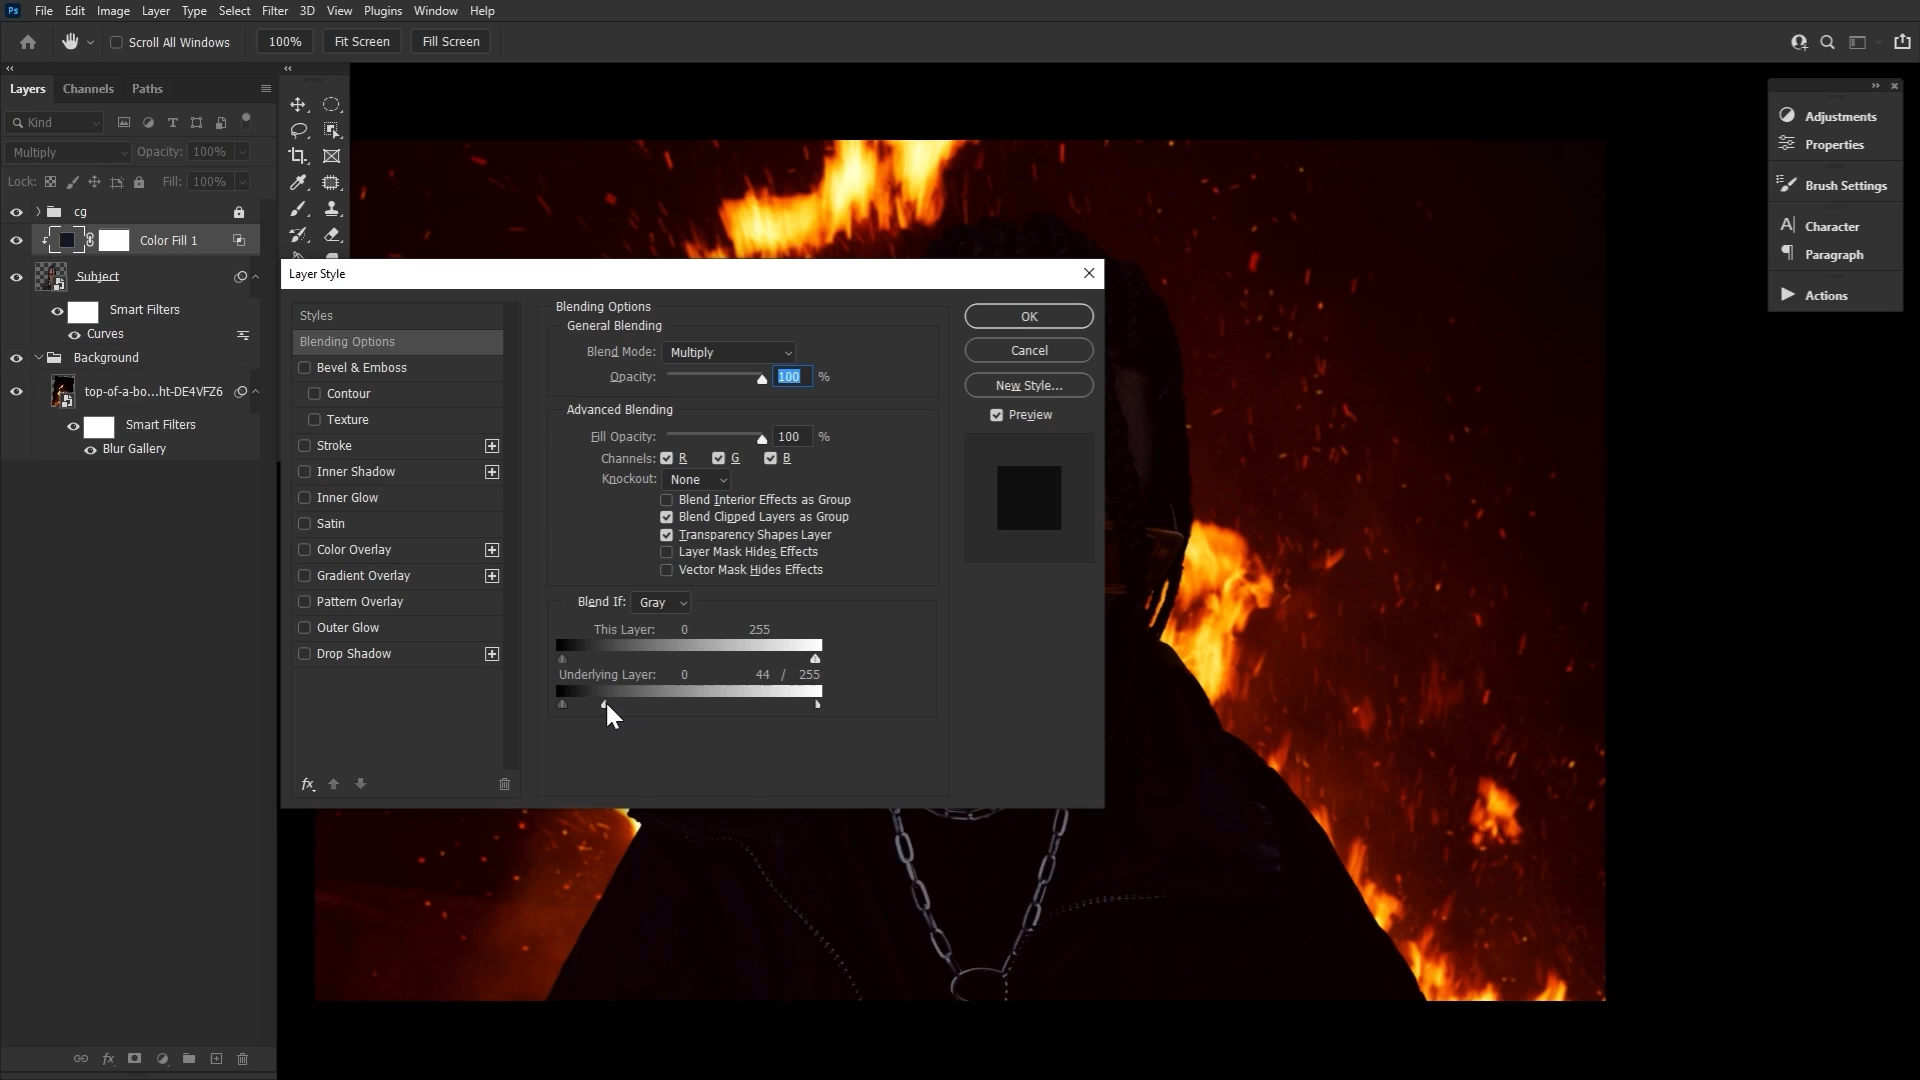 Ps File Edit Image Layer Type Select Filter 3D View Plugins Window Help
Scroll All Windows 100% Fit Screen Fill Screen
Layers Channels Paths
Kind
Multiply Opacity: 100%
Lock: Fill: 100%
cg
Color Fill 1
Subject
Smart Filters
Curves
Background
top-of-a-bo...ht-DE4VFZ6
Smart Filters
Blur Gallery
Layer Style
Styles
Blending Options
Bevel & Emboss
Contour
Texture
Stroke
Inner Shadow
Inner Glow
Satin
Color Overlay
Gradient Overlay
Pattern Overlay
Outer Glow
Drop Shadow
fx
Blending Options
General Blending
Blend Mode: Multiply
Opacity: 100 %
Advanced Blending
Fill Opacity: 100 %
Channels: R G B
Knockout: None
Blend Interior Effects as Group
Blend Clipped Layers as Group
Transparency Shapes Layer
Layer Mask Hides Effects
Vector Mask Hides Effects
Blend If: Gray
This Layer: 0 255
Underlying Layer: 0 44 / 255
OK
Cancel
New Style...
Preview
Adjustments
Properties
Brush Settings
Character
Paragraph
Actions
fx